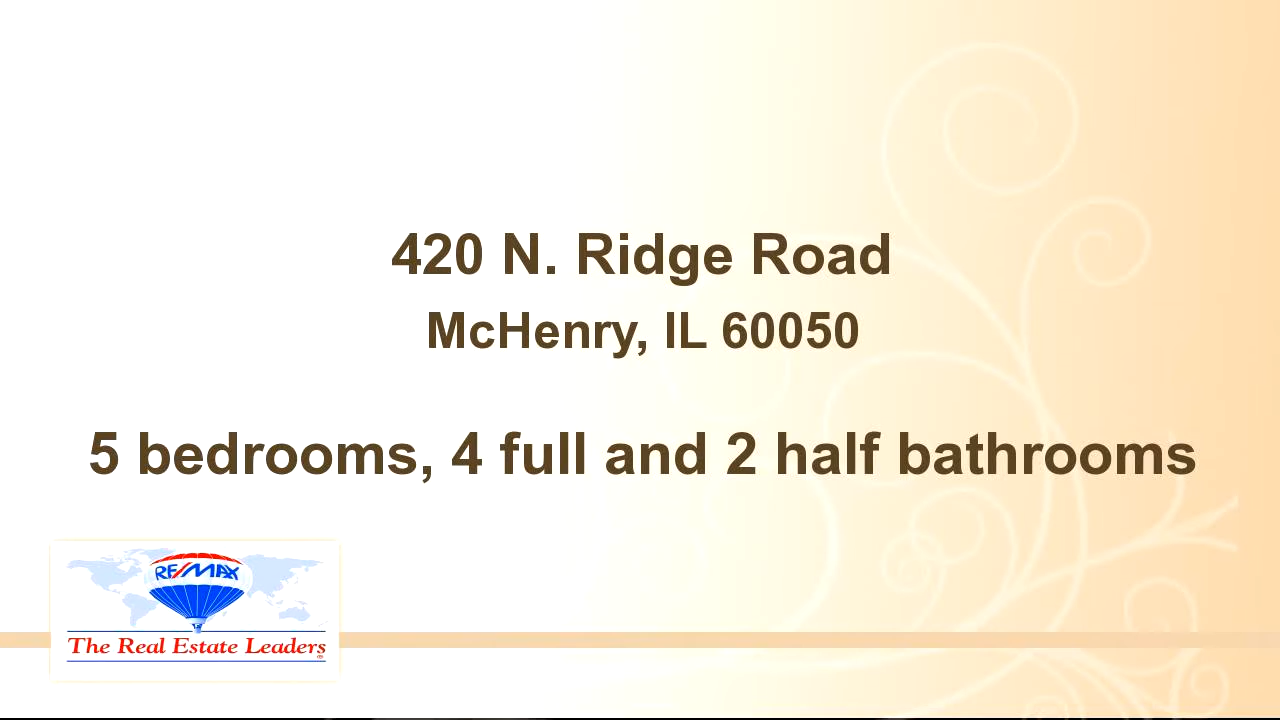 420 N. Ridge Road
McHenry, IL 60050
5 bedrooms, 4 full and 2 half bathrooms
RE/MAX
The Real Estate Leaders®